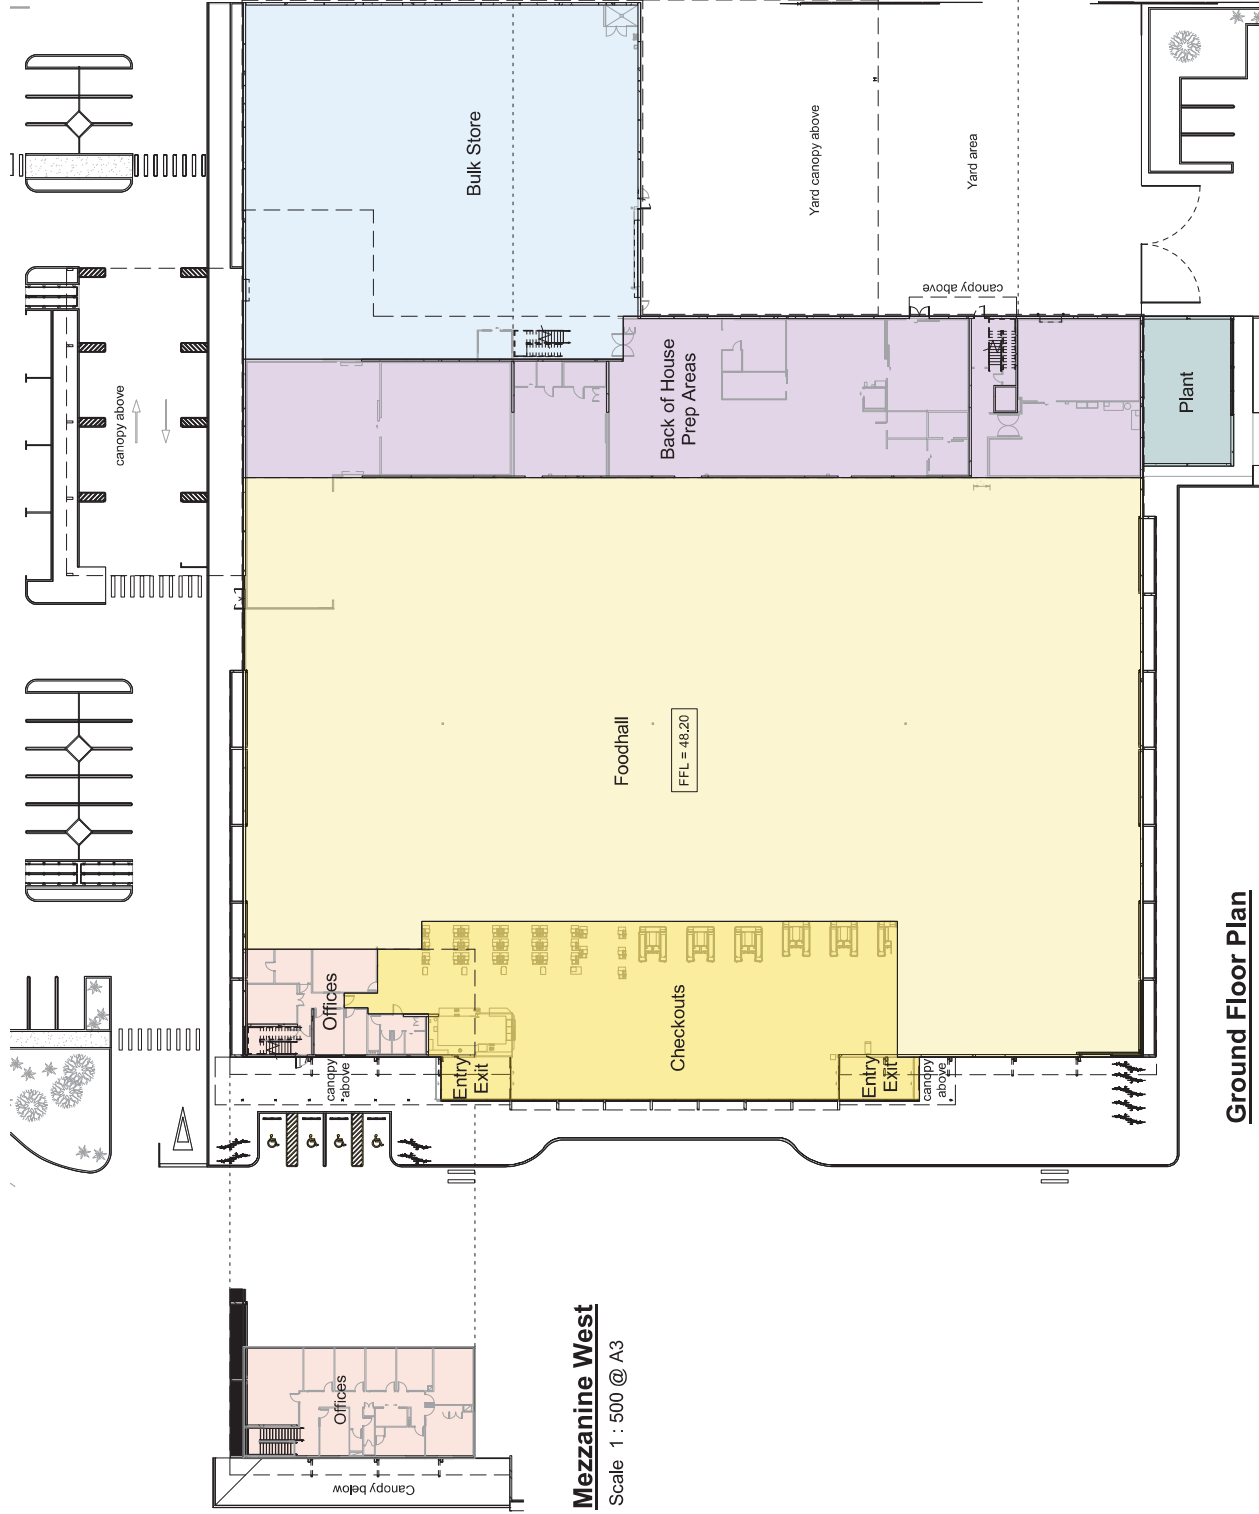 Bulk Store
Yard canopy above
Yard area
canopy above
canopy above
Back of House
Prep Areas
Plant
Foodhall
FFL = 48.20
Offices
Checkouts
Entry
Exit
Entry
Exit
canopy
above
canopy
above
Ground Floor Plan
Offices
Canopy below
Mezzanine West
Scale 1 : 500 @ A3